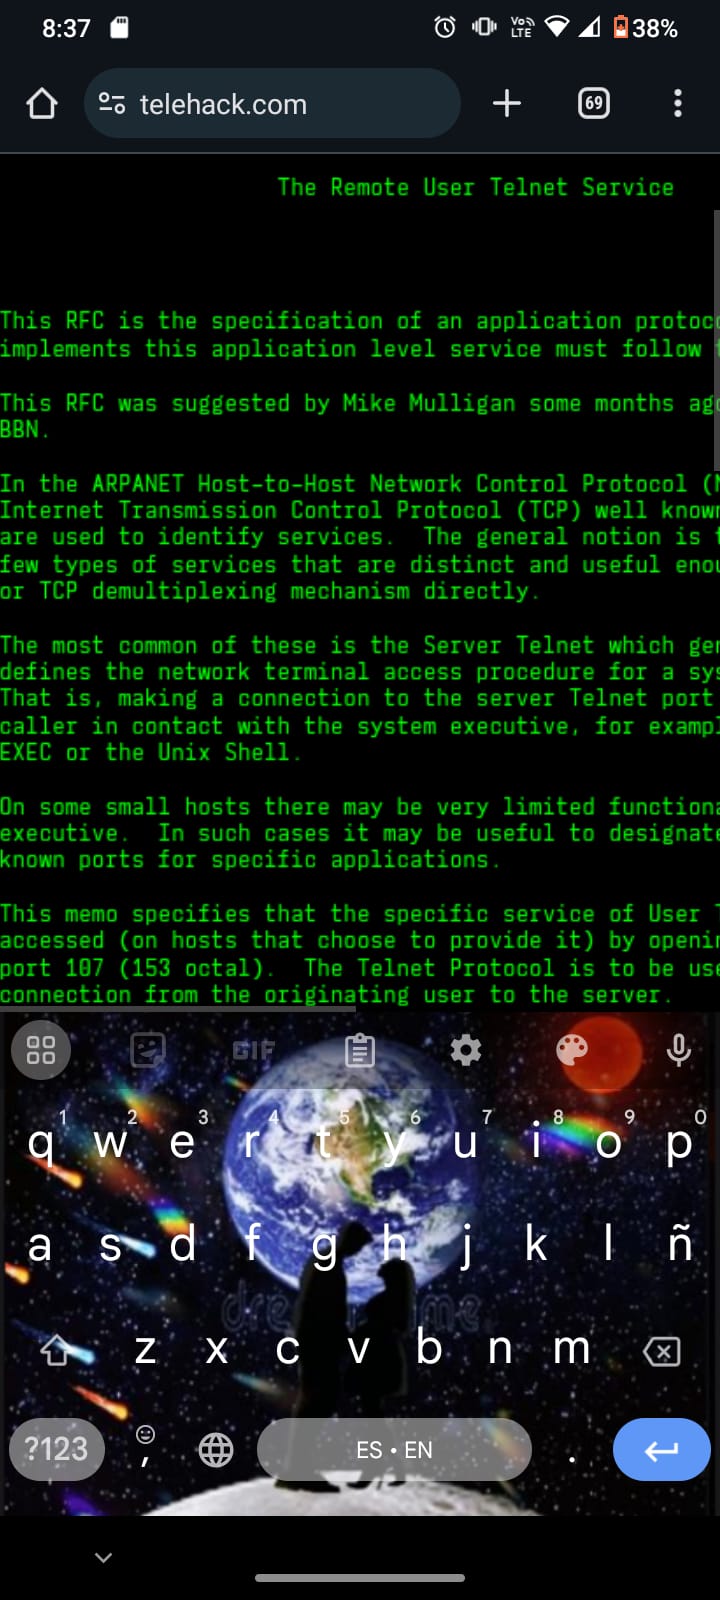 8:37 Vo LTE 38%
telehack.com 69
The Remote User Telnet Service
This RFC is the specification of an application protoco
implements this application level service must follow
This RFC was suggested by Mike Mulligan some months ago
BBN.
In the ARPANET Host-to-Host Network Control Protocol (N
Internet Transmission Control Protocol (TCP) well known
are used to identify services.  The general notion is t
few types of services that are distinct and useful enou
or TCP demultiplexing mechanism directly.
The most common of these is the Server Telnet which gen
defines the network terminal access procedure for a sys
That is, making a connection to the server Telnet port
caller in contact with the system executive, for exampl
EXEC or the Unix Shell.
On some small hosts there may be very limited functiona
executive.  In such cases it may be useful to designate
known ports for specific applications.
This memo specifies that the specific service of User T
accessed (on hosts that choose to provide it) by openin
port 107 (153 octal).  The Telnet Protocol is to be use
connection from the originating user to the server.
GIF
1 2 3 4 5 6 7 8 9 0
q w e r t y u i o p
a s d f g h j k l ñ
z x c v b n m
?123 , ES • EN .